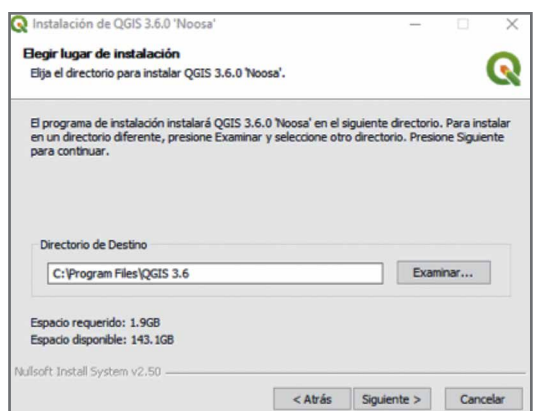 Instalación de QGIS 3.6.0 'Noosa'
Elegir lugar de instalación
Elija el directorio para instalar QGIS 3.6.0 'Noosa'.
El programa de instalación instalará QGIS 3.6.0 'Noosa' en el siguiente directorio. Para instalar
en un directorio diferente, presione Examinar y seleccione otro directorio. Presione Siguiente
para continuar.
Directorio de Destino
C:\Program Files\QGIS 3.6
Examinar...
Espacio requerido: 1.9GB
Espacio disponible: 143.1GB
Nullsoft Install System v2.50
< Atrás
Siguiente >
Cancelar